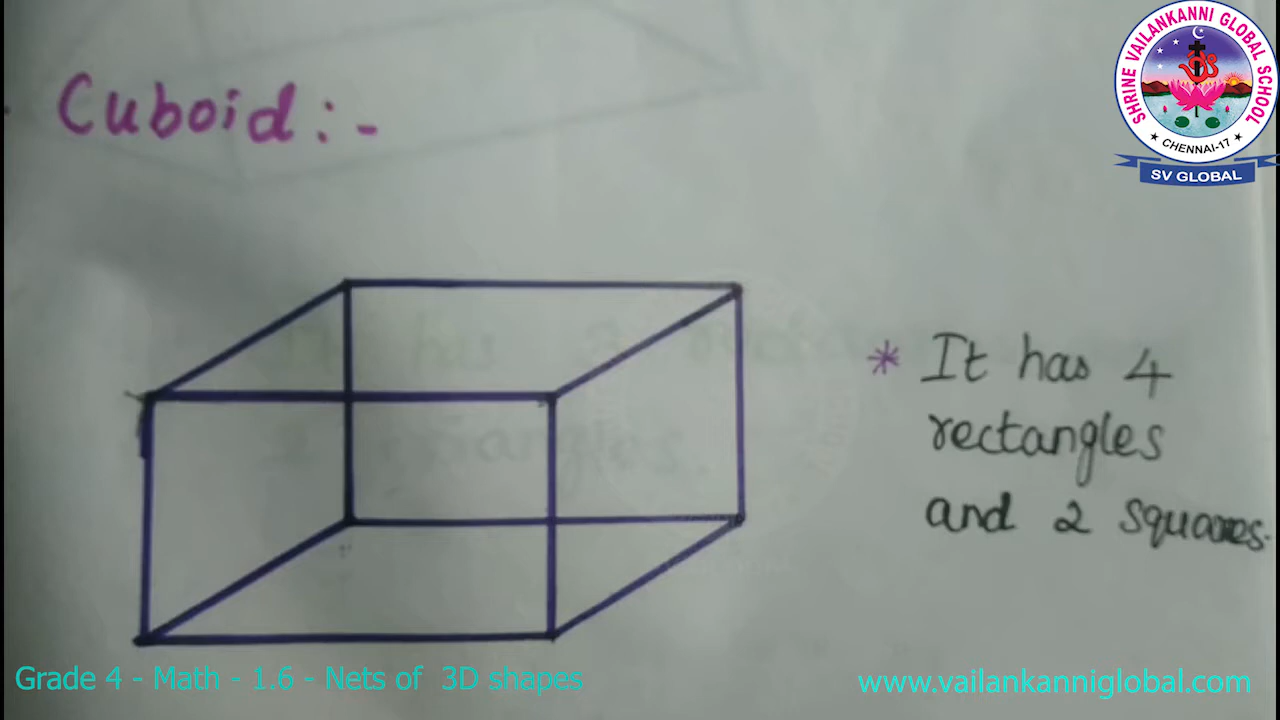 Cuboid :-
SHRINE VAILANKANNI GLOBAL SCHOOL
★ CHENNAI-17 ★
SV GLOBAL
* It has 4
rectangles
and 2 squares.
Grade 4 - Math - 1.6 - Nets of 3D shapes
www.vailankanniglobal.com